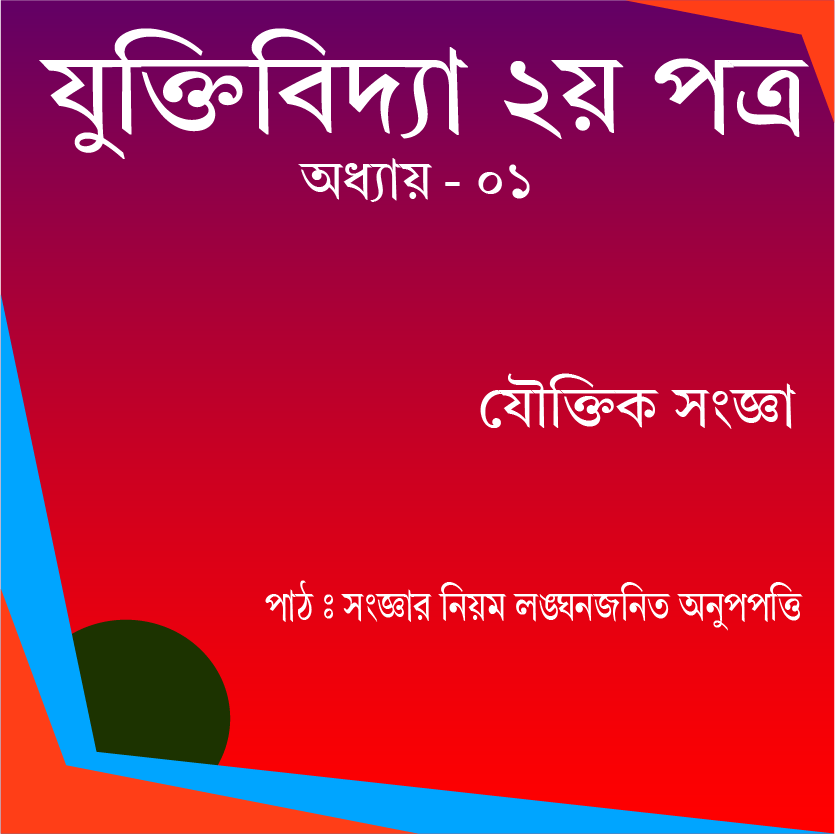 যুক্তিবিদ্যা ২য় পত্র
অধ্যায় - ০১
যৌক্তিক সংজ্ঞা
পাঠ ঃ সংজ্ঞার নিয়ম লঙ্ঘনজনিত অনুপপত্তি